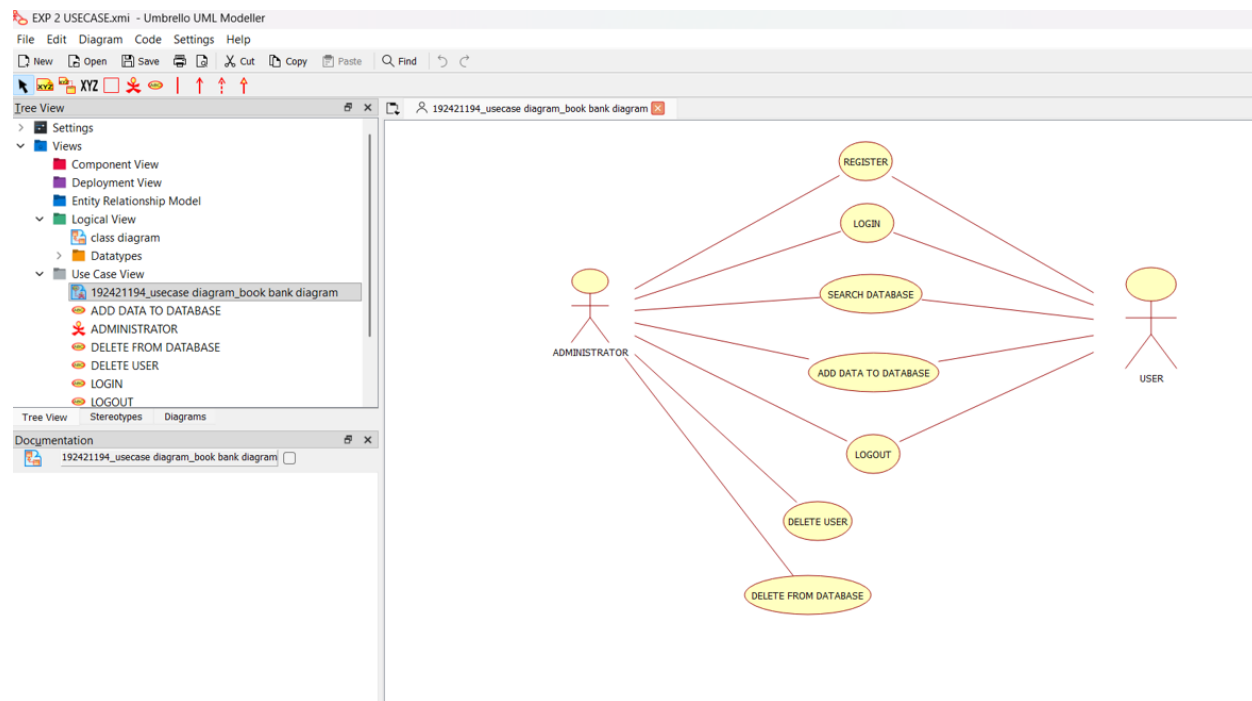 EXP 2 USECASE.xmi - Umbrello UML Modeller
File Edit Diagram Code Settings Help
New Open Save Cut Copy Paste Find
XYZ XYZ
Tree View
192421194_usecase diagram_book bank diagram
Settings
Views
Component View
Deployment View
Entity Relationship Model
Logical View
class diagram
Datatypes
Use Case View
192421194_usecase diagram_book bank diagram
ADD DATA TO DATABASE
ADMINISTRATOR
DELETE FROM DATABASE
DELETE USER
LOGIN
LOGOUT
Tree View Stereotypes Diagrams
Documentation
192421194_usecase diagram_book bank diagram
REGISTER
LOGIN
SEARCH DATABASE
ADMINISTRATOR
ADD DATA TO DATABASE
USER
LOGOUT
DELETE USER
DELETE FROM DATABASE